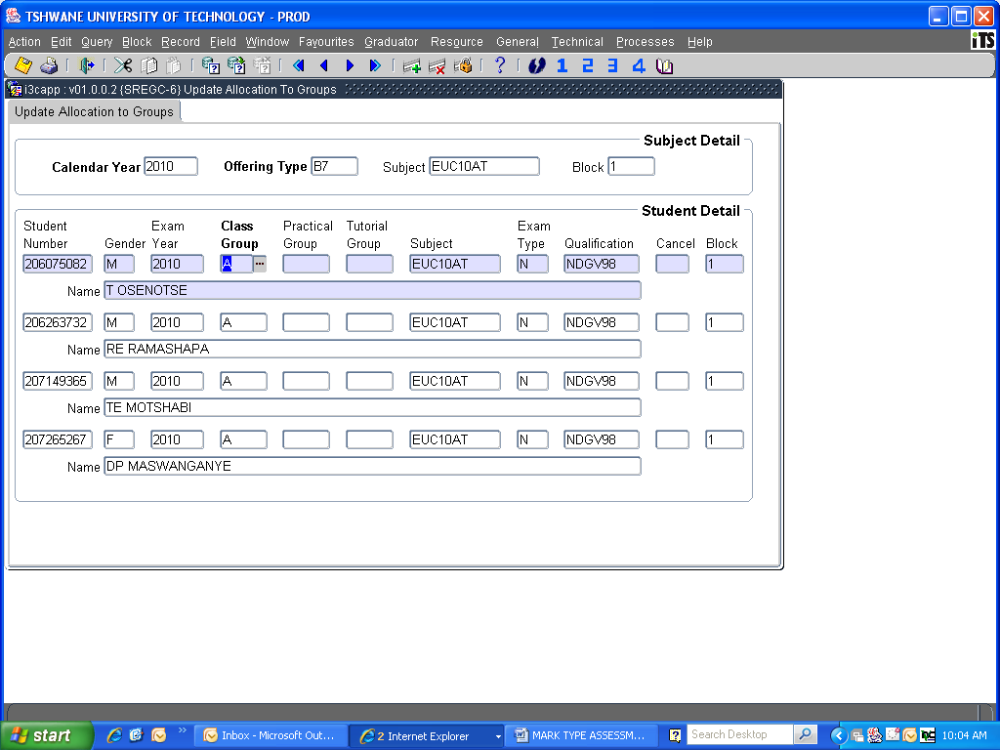 TSHWANE UNIVERSITY OF TECHNOLOGY - PROD
Action Edit Query Block Record Field Window Favourites Graduator Resource General Technical Processes Help
iTS
? 1 2 3 4
i3capp : v01.0.0.2 {SREGC-6} Update Allocation To Groups
Update Allocation to Groups
Subject Detail
Calendar Year 2010 Offering Type B7 Subject EUC10AT Block 1
Student Detail
Student Exam Class Practical Tutorial Exam
Number Gender Year Group Group Group Subject Type Qualification Cancel Block
206075082 M 2010 A ... EUC10AT N NDGV98 1
Name T OSENOTSE
206263732 M 2010 A EUC10AT N NDGV98 1
Name RE RAMASHAPA
207149365 M 2010 A EUC10AT N NDGV98 1
Name TE MOTSHABI
207265267 F 2010 A EUC10AT N NDGV98 1
Name DP MASWANGANYE
start Inbox - Microsoft Out... 2 Internet Explorer MARK TYPE ASSESSM... Search Desktop 10:04 AM